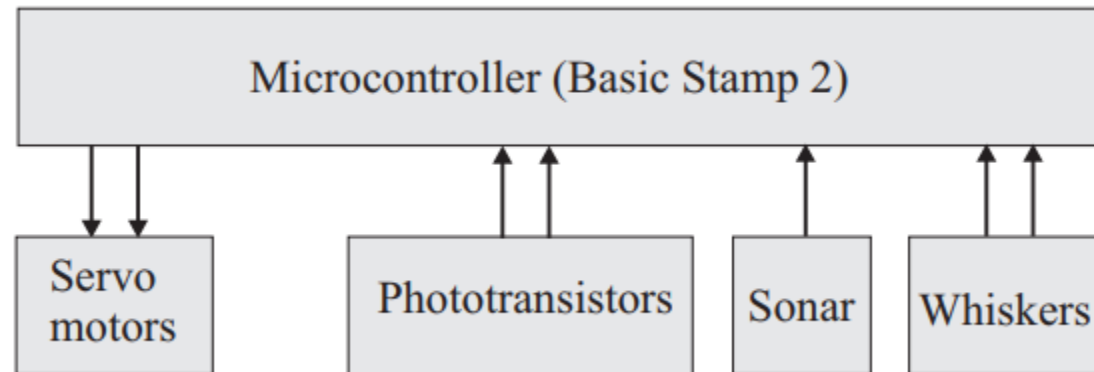 Microcontroller (Basic Stamp 2)
Servo
motors
Phototransistors
Sonar
Whiskers